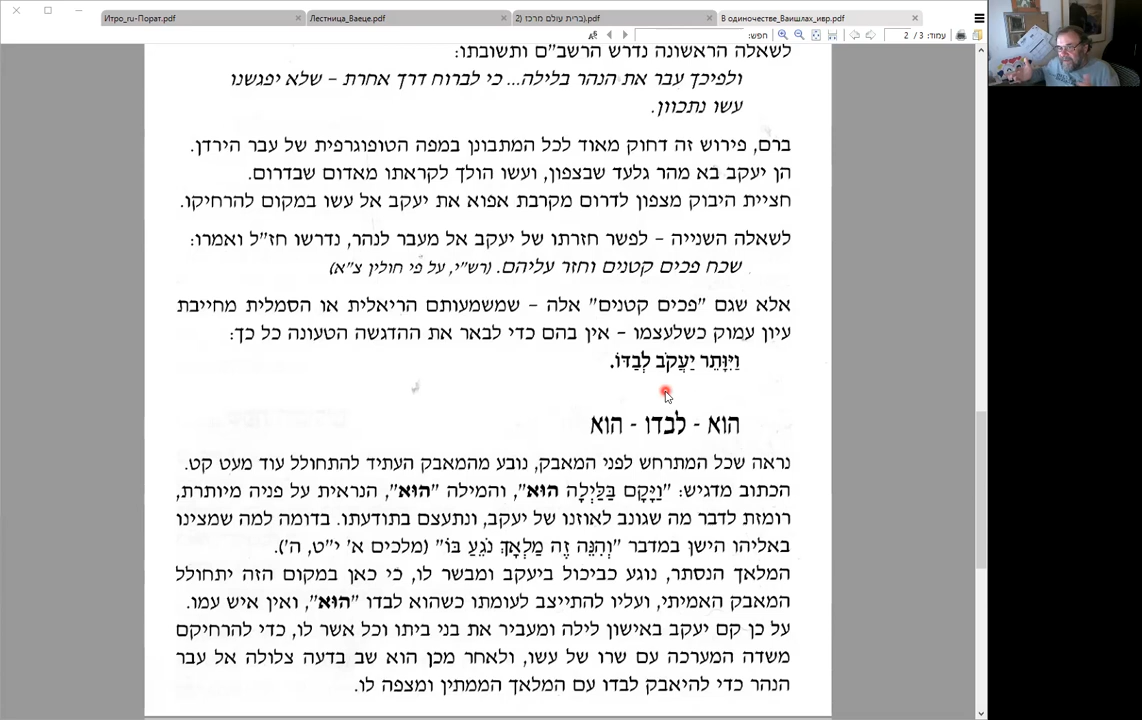 Итро_ru-Порат.pdf
Лестница_Ваеце.pdf
ברית עולם מרכז (2.pdf
В одиночестве_Ваишлах_ивр.pdf
עמוד: 2 / 3
חפש:
לשאלה הראשונה נדרש הרשב"ם ותשובתו:
ולפיכך עבר את הנהר בלילה... כי לברוח דרך אחרת – שלא יפגשנו
עשו נתכוון.
ברם, פירוש זה דחוק מאוד לכל המתבונן במפה הטופוגרפית של עבר הירדן.
הן יעקב בא מהר גלעד שבצפון, ועשו הולך לקראתו מאדום שבדרום.
חציית היבוק מצפון לדרום מקרבת אפוא את יעקב אל עשו במקום להרחיקו.
לשאלה השנייה – לפשר חזרתו של יעקב אל מעבר לנהר, נדרשו חז"ל ואמרו:
שכח פכים קטנים וחזר עליהם. (רש"י, על פי חולין צ"א)
אלא שגם "פכים קטנים" אלה – שמשמעותם הריאלית או הסמלית מחייבת
עיון עמוק כשלעצמו – אין בהם כדי לבאר את ההדגשה הטעונה כל כך:
וַיִּוָּתֵר יַעֲקֹב לְבַדּוֹ.
הוא - לבדו - הוא
נראה שכל המתרחש לפני המאבק, נובע מהמאבק העתיד להתחולל עוד מעט קט.
הכתוב מדגיש: "וַיָּקָם בַּלַּיְלָה הוּא", והמילה "הוּא", הנראית על פניה מיותרת,
רומזת לדבר מה שגונב לאוזנו של יעקב, ונתעצם בתודעתו. בדומה למה שמצינו
באליהו הישן במדבר "וְהִנֵּה זֶה מַלְאָךְ נֹגֵעַ בּוֹ" (מלכים א' י"ט, ה').
המלאך הנסתר, נוגע כביכול ביעקב ומבשר לו, כי כאן במקום הזה יתחולל
המאבק האמיתי, ועליו להתייצב לעומתו כשהוא לבדו "הוּא", ואין איש עמו.
על כן קם יעקב באישון לילה ומעביר את בני ביתו וכל אשר לו, כדי להרחיקם
משדה המערכה עם שרו של עשו, ולאחר מכן הוא שב בדעה צלולה אל עבר
הנהר כדי להיאבק לבדו עם המלאך הממתין ומצפה לו.